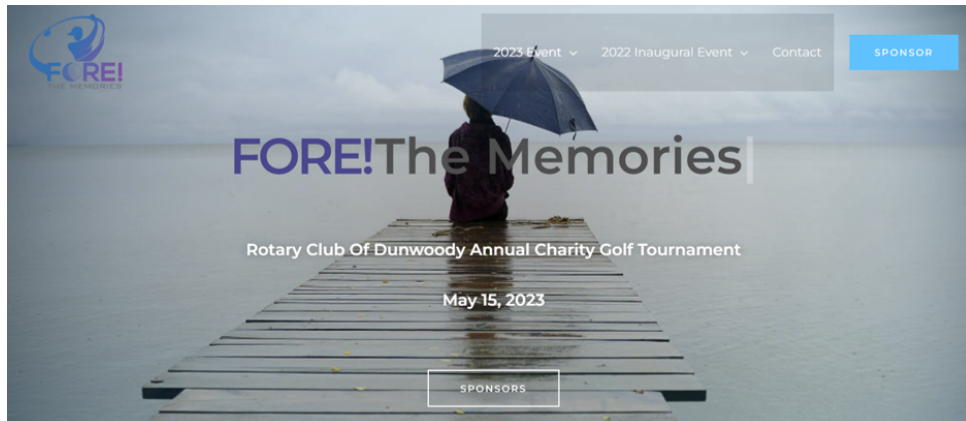 FORE!
THE MEMORIES
2023 Event
2022 Inaugural Event
Contact
SPONSOR
FORE!The Memories
Rotary Club Of Dunwoody Annual Charity Golf Tournament
May 15, 2023
SPONSORS